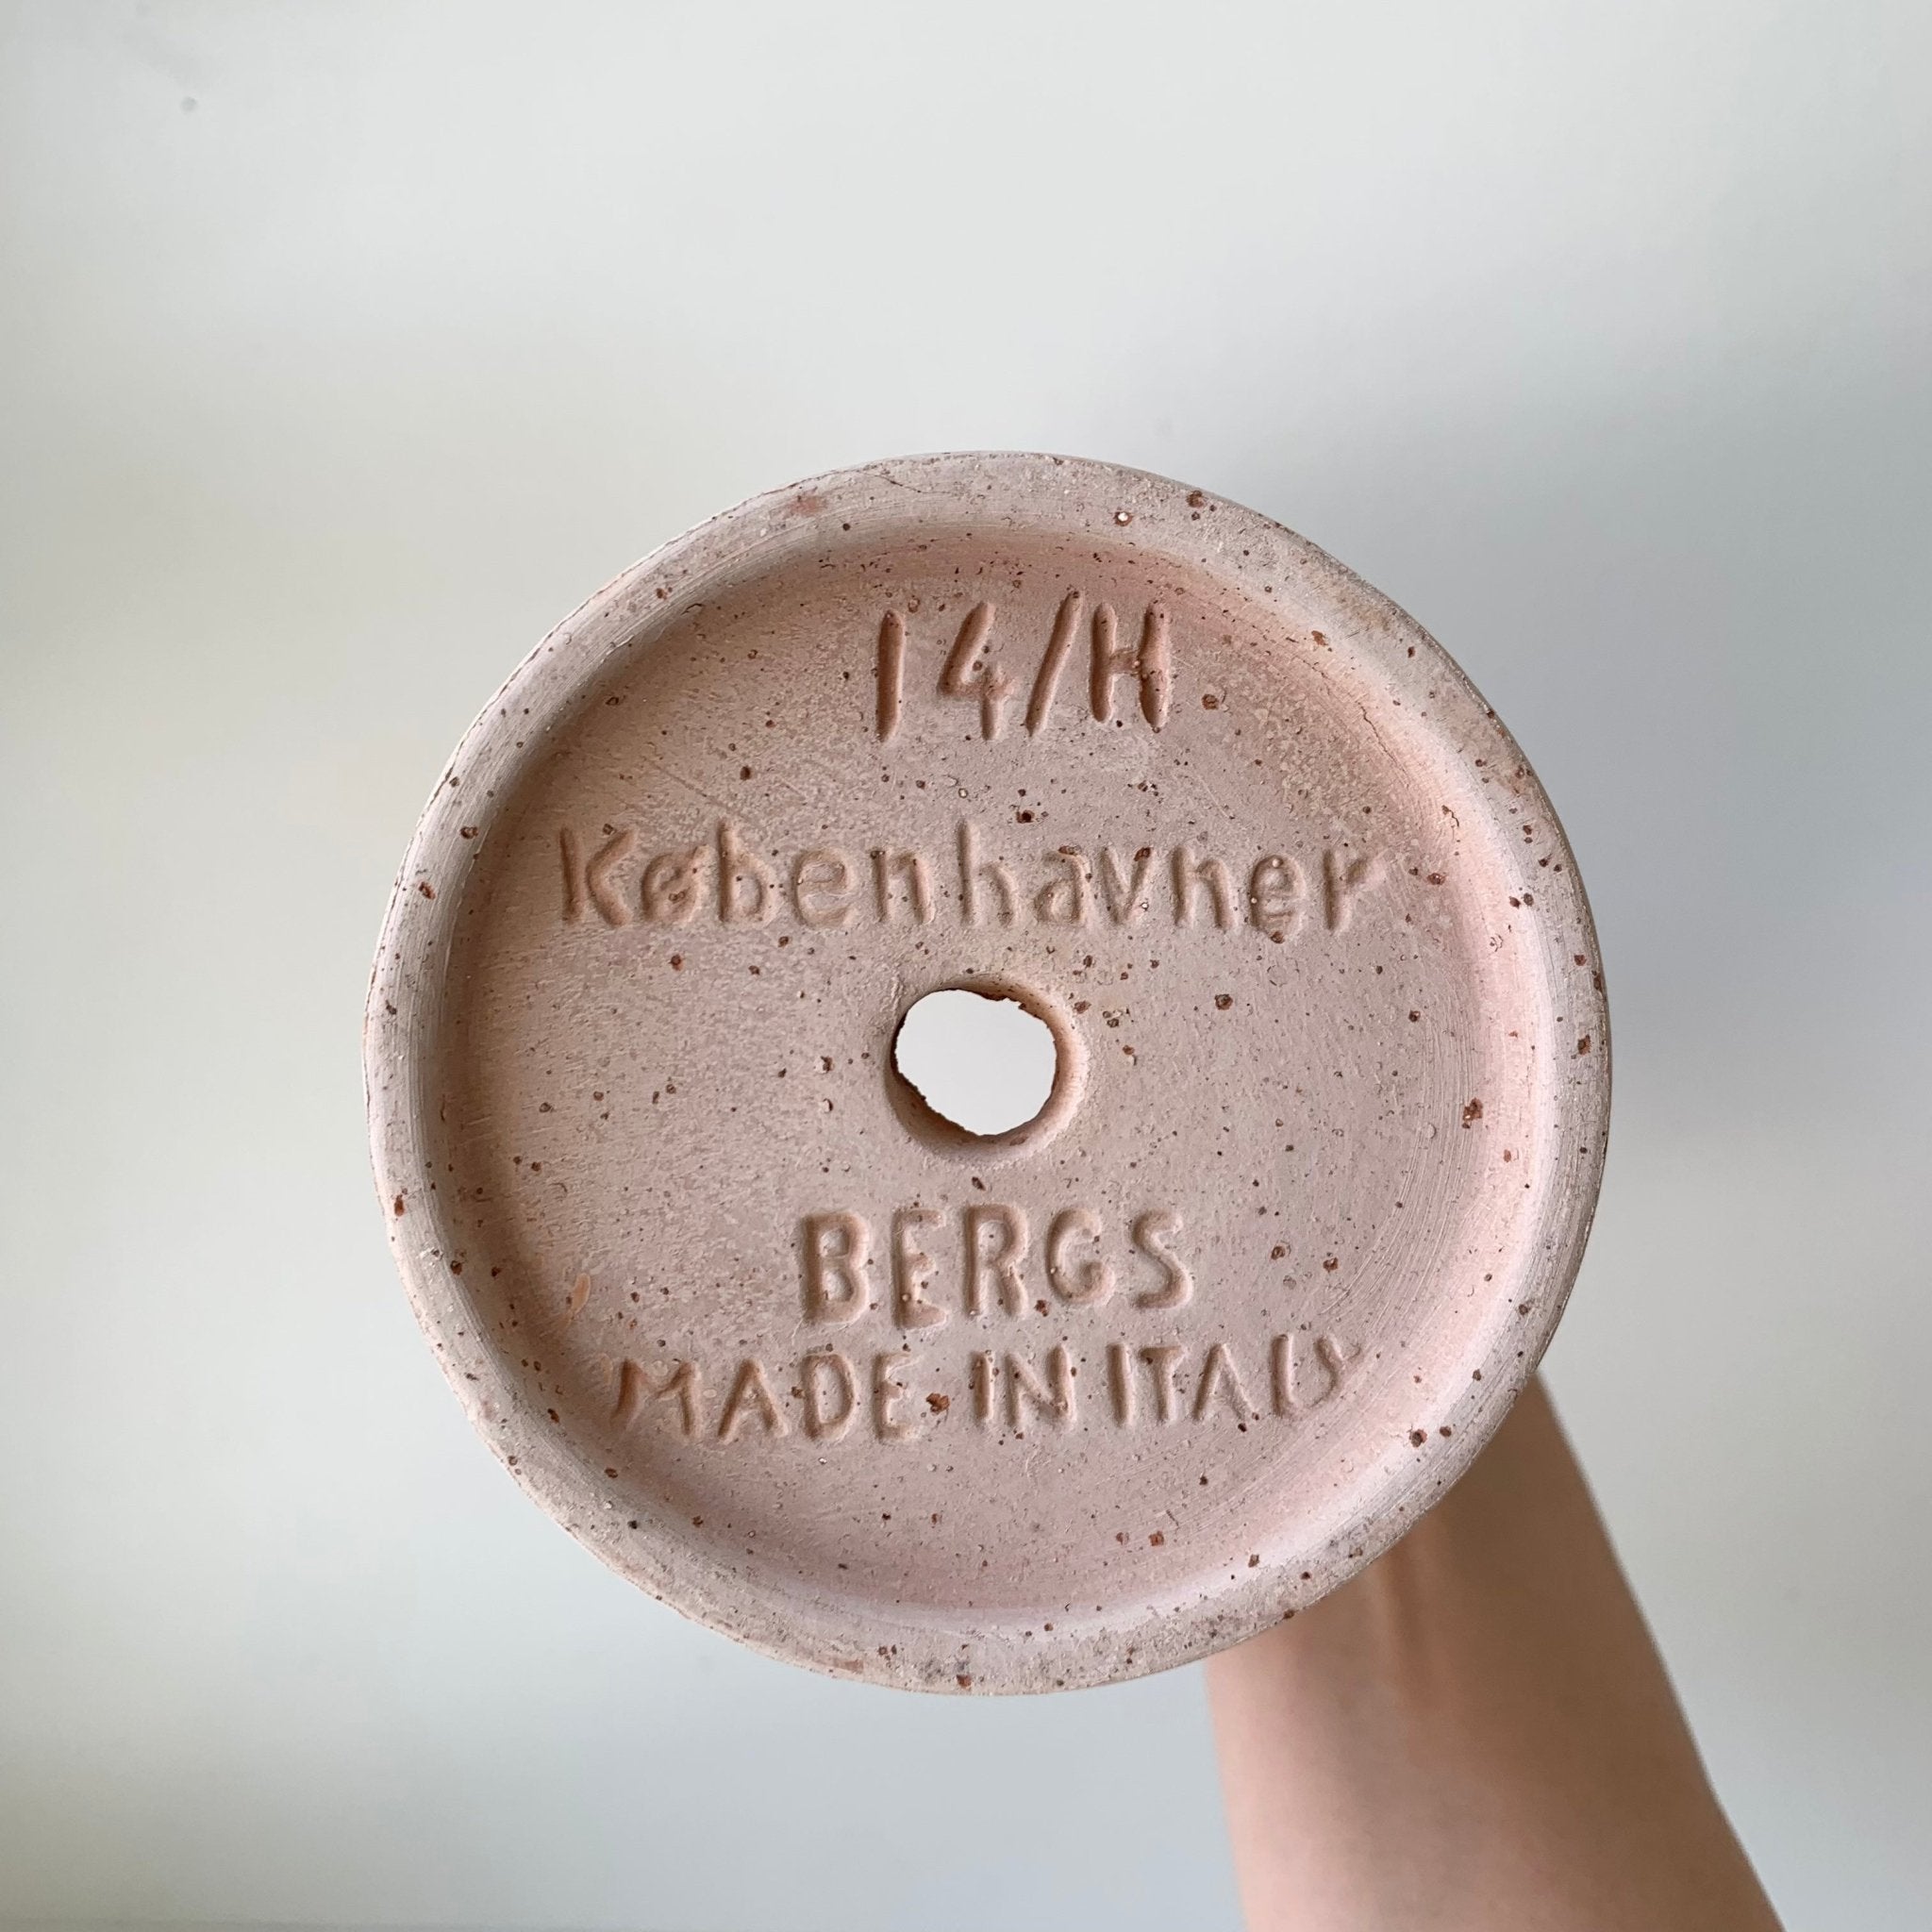 14/H
Københavner
BERGS
MADE IN ITALY